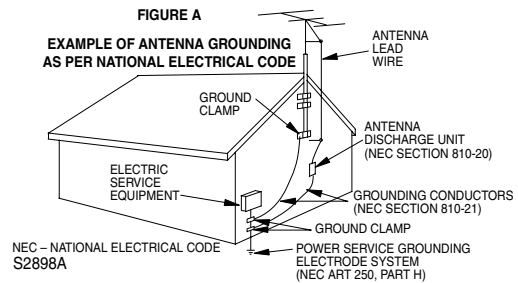 FIGURE A
EXAMPLE OF ANTENNA GROUNDING
AS PER NATIONAL ELECTRICAL CODE
ANTENNA
LEAD
WIRE
GROUND
CLAMP
ANTENNA
DISCHARGE UNIT
(NEC SECTION 810-20)
ELECTRIC
SERVICE
EQUIPMENT
GROUNDING CONDUCTORS
(NEC SECTION 810-21)
GROUND CLAMP
POWER SERVICE GROUNDING
ELECTRODE SYSTEM
(NEC ART 250, PART H)
NEC – NATIONAL ELECTRICAL CODE
S2898A